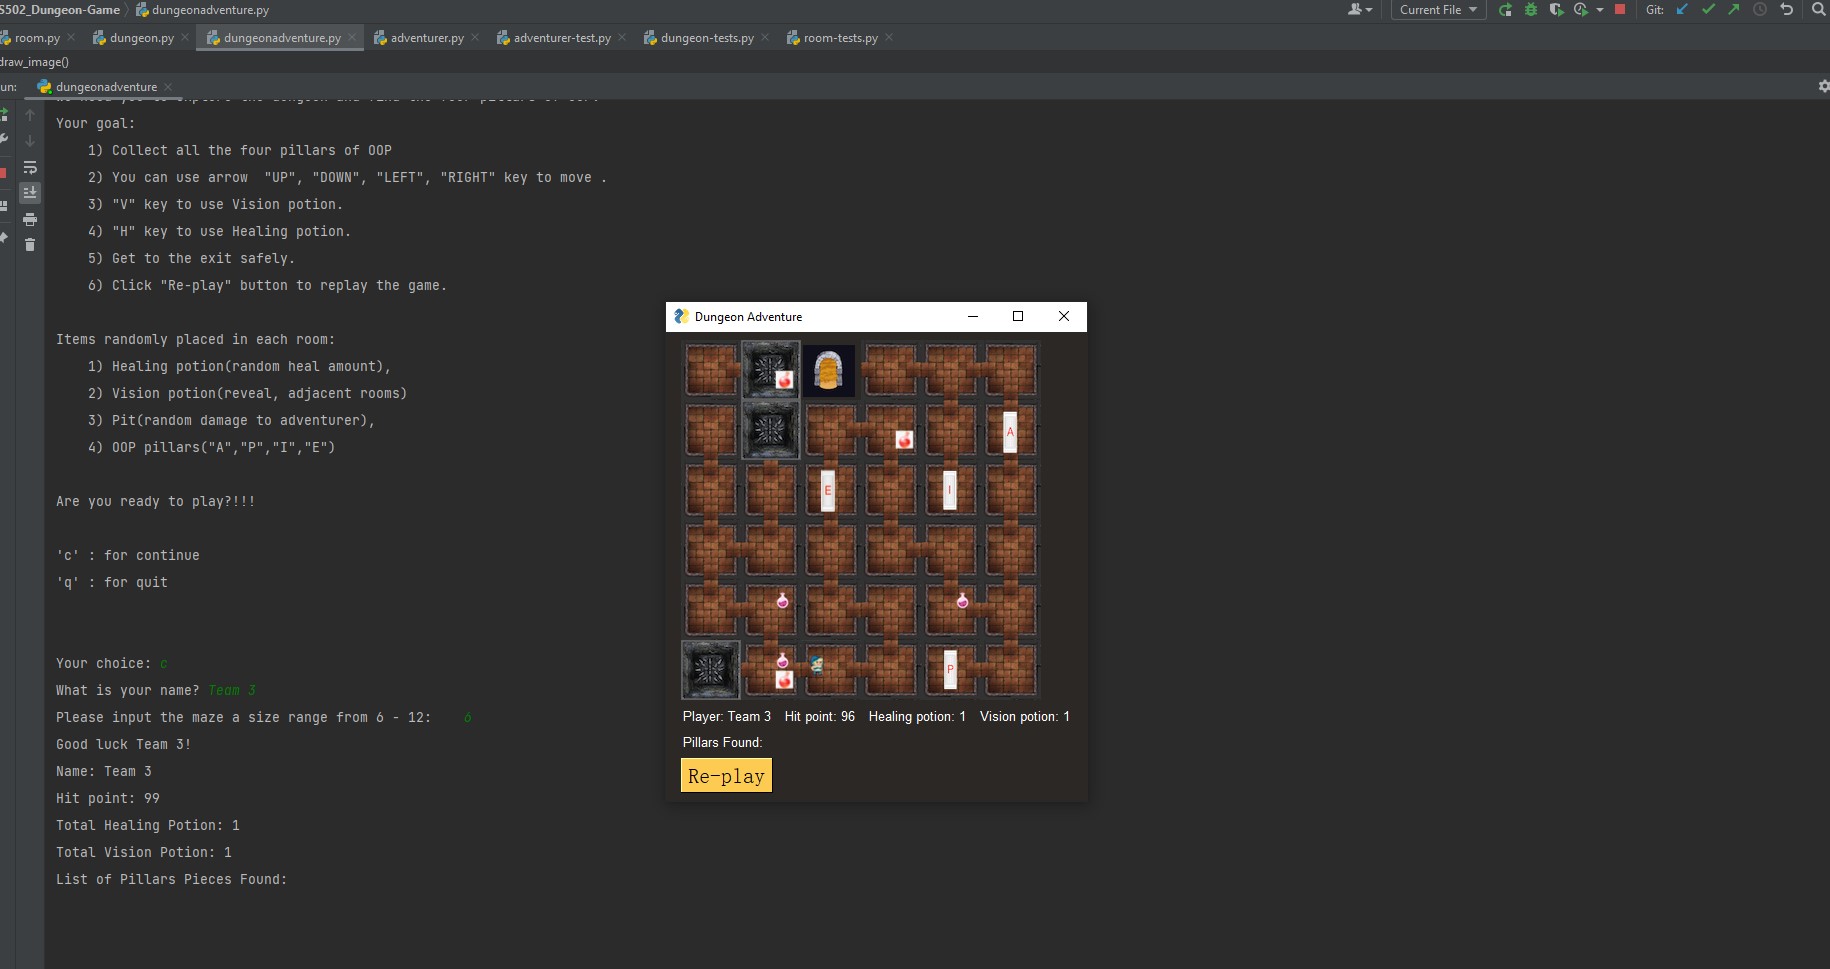 S502_Dungeon-Game > dungeonadventure.py
Current File
Git:
room.py
dungeon.py
dungeonadventure.py
adventurer.py
adventurer-test.py
dungeon-tests.py
room-tests.py
draw_image()
un:
dungeonadventure
Your goal:
1) Collect all the four pillars of OOP
2) You can use arrow  "UP", "DOWN", "LEFT", "RIGHT" key to move .
3) "V" key to use Vision potion.
4) "H" key to use Healing potion.
5) Get to the exit safely.
6) Click "Re-play" button to replay the game.
Items randomly placed in each room:
1) Healing potion(random heal amount),
2) Vision potion(reveal, adjacent rooms)
3) Pit(random damage to adventurer),
4) OOP pillars("A","P","I","E")
Are you ready to play?!!!
'c' : for continue
'q' : for quit
Your choice: c
What is your name? Team 3
Please input the maze a size range from 6 - 12:    6
Good luck Team 3!
Name: Team 3
Hit point: 99
Total Healing Potion: 1
Total Vision Potion: 1
List of Pillars Pieces Found:
Dungeon Adventure
A
E
I
P
Player: Team 3
Hit point: 96
Healing potion: 1
Vision potion: 1
Pillars Found:
Re-play